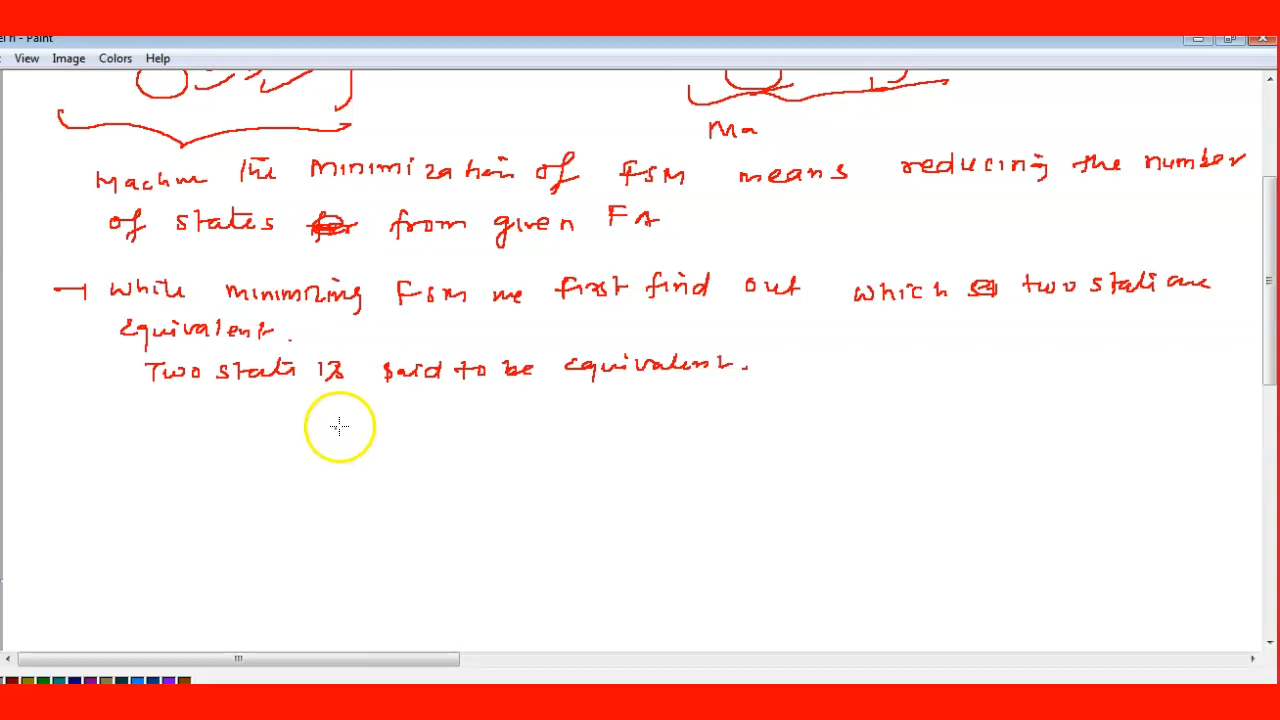 el n - Paint
View Image Colors Help
Ma
Machine The minimization of FSM means reducing the number
of states from given FA
→ While minimizing FSM we first find out which two states are
equivalent.
Two state is said to be equivalent.